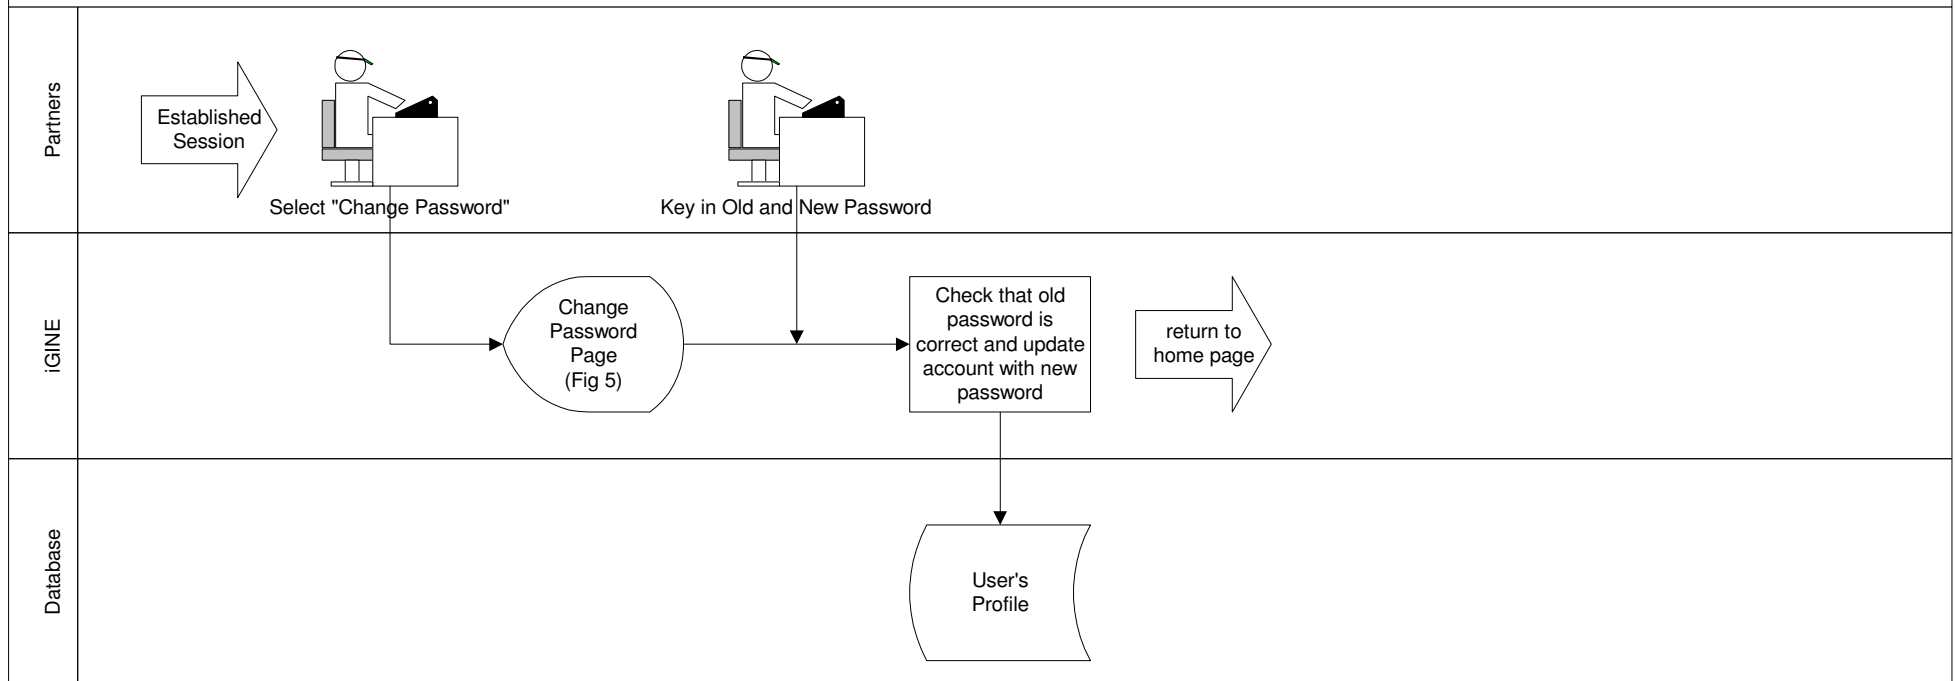 Partners
Established
Session
Select "Change Password"
Key in Old and New Password
iGINE
Change
Password
Page
(Fig 5)
Check that old
password is
correct and update
account with new
password
return to
home page
Database
User's
Profile